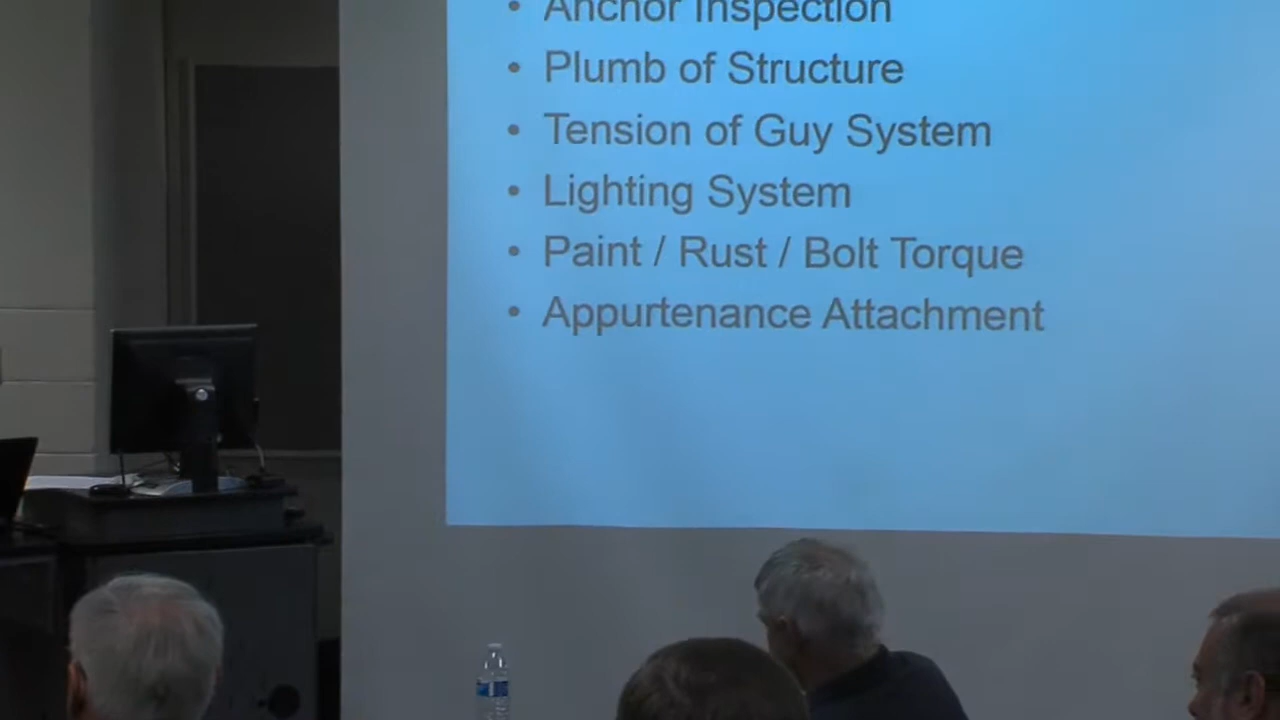 • Anchor Inspection
• Plumb of Structure
• Tension of Guy System
• Lighting System
• Paint / Rust / Bolt Torque
• Appurtenance Attachment